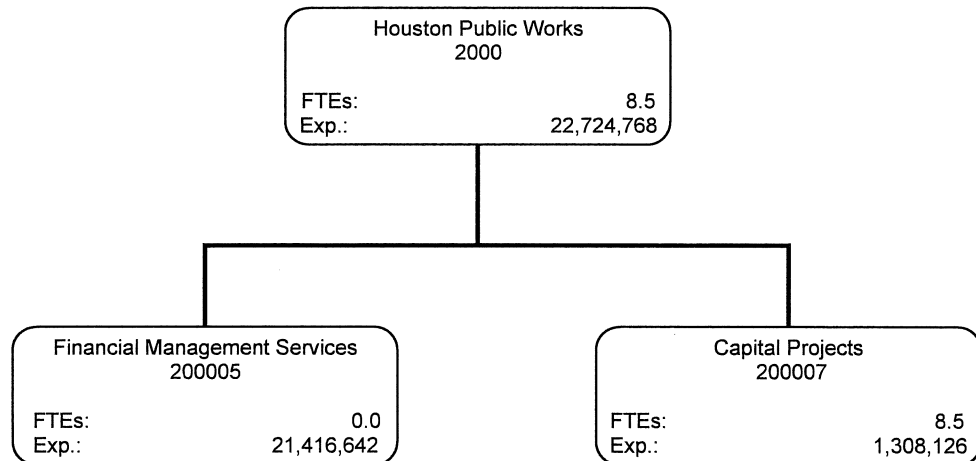 Houston Public Works
2000
FTEs: 8.5
Exp.: 22,724,768
Financial Management Services
200005
FTEs: 0.0
Exp.: 21,416,642
Capital Projects
200007
FTEs: 8.5
Exp.: 1,308,126